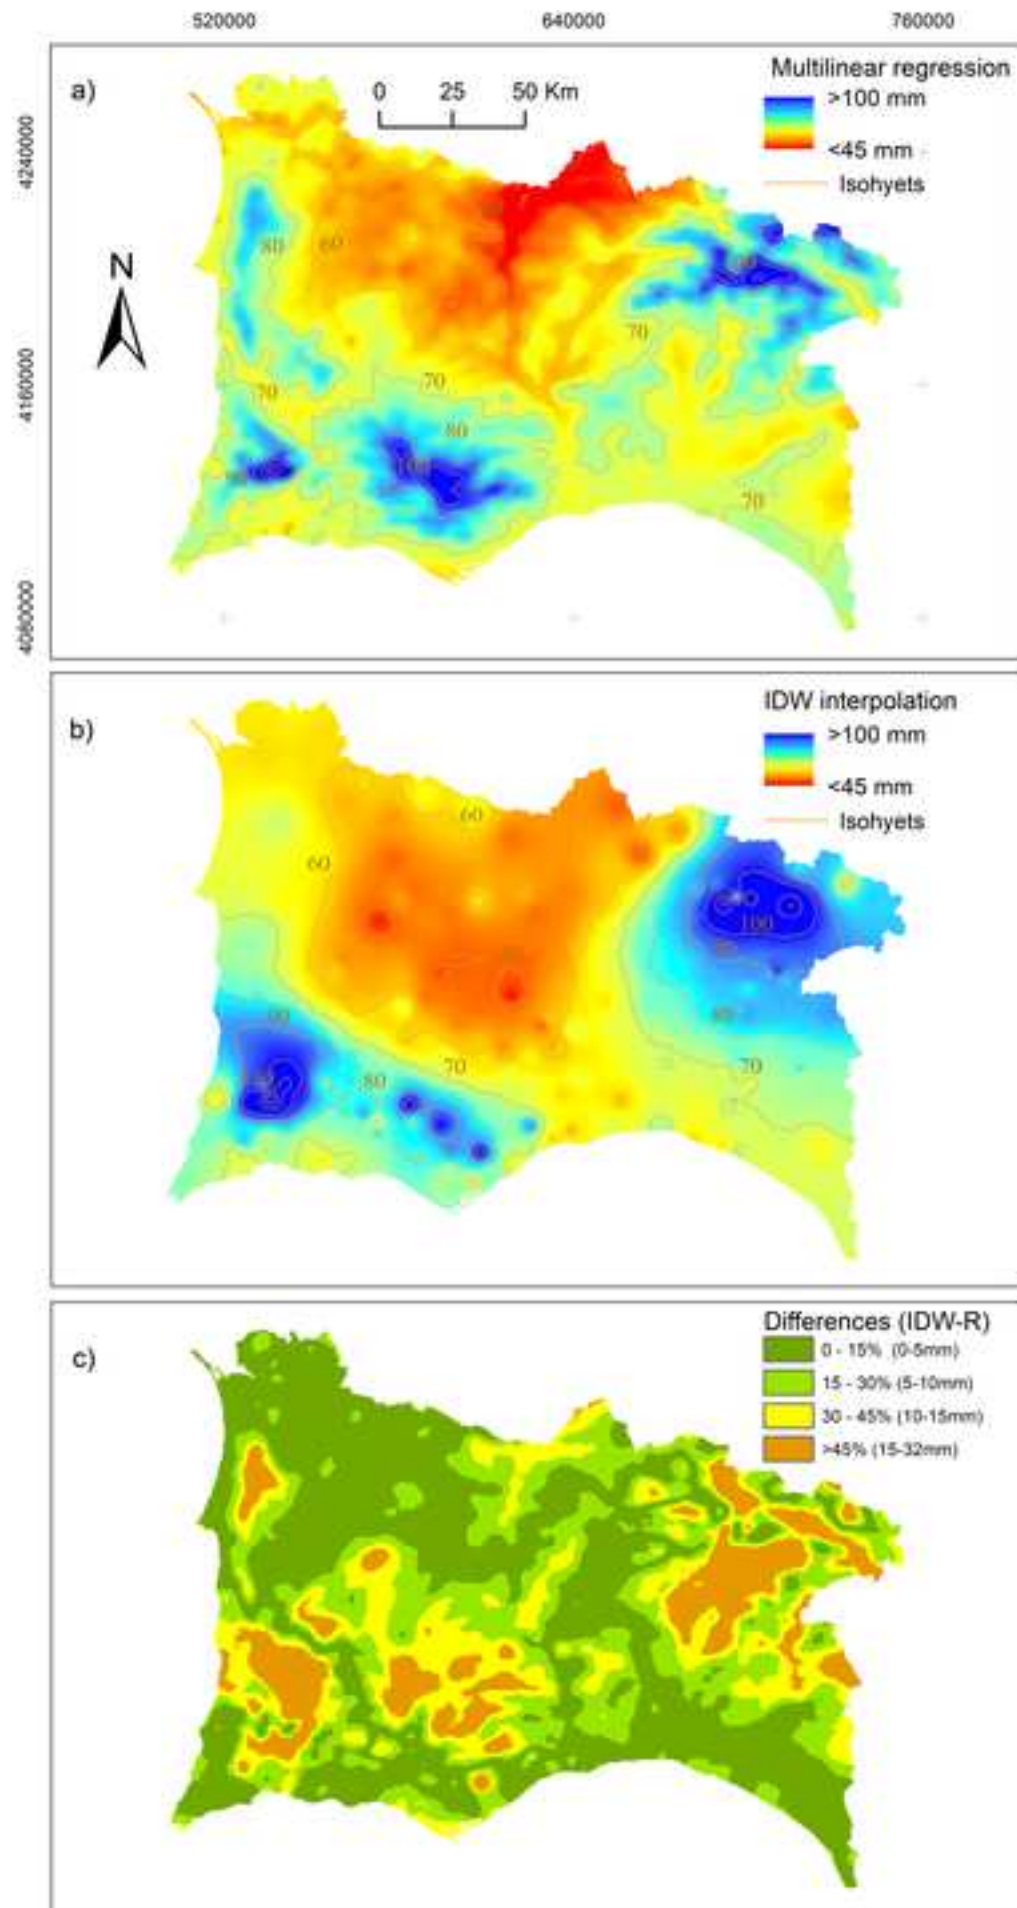 520000 640000 760000
a)
Multilinear regression
>100 mm
<45 mm
Isohyets
0 25 50 Km
4240000
4160000
4080000
N
80 60
70
70
70
80
100
70
b)
IDW interpolation
>100 mm
<45 mm
Isohyets
60
60
100
80
70
70
80
90
c)
Differences (IDW-R)
0 - 15% (0-5mm)
15 - 30% (5-10mm)
30 - 45% (10-15mm)
>45% (15-32mm)